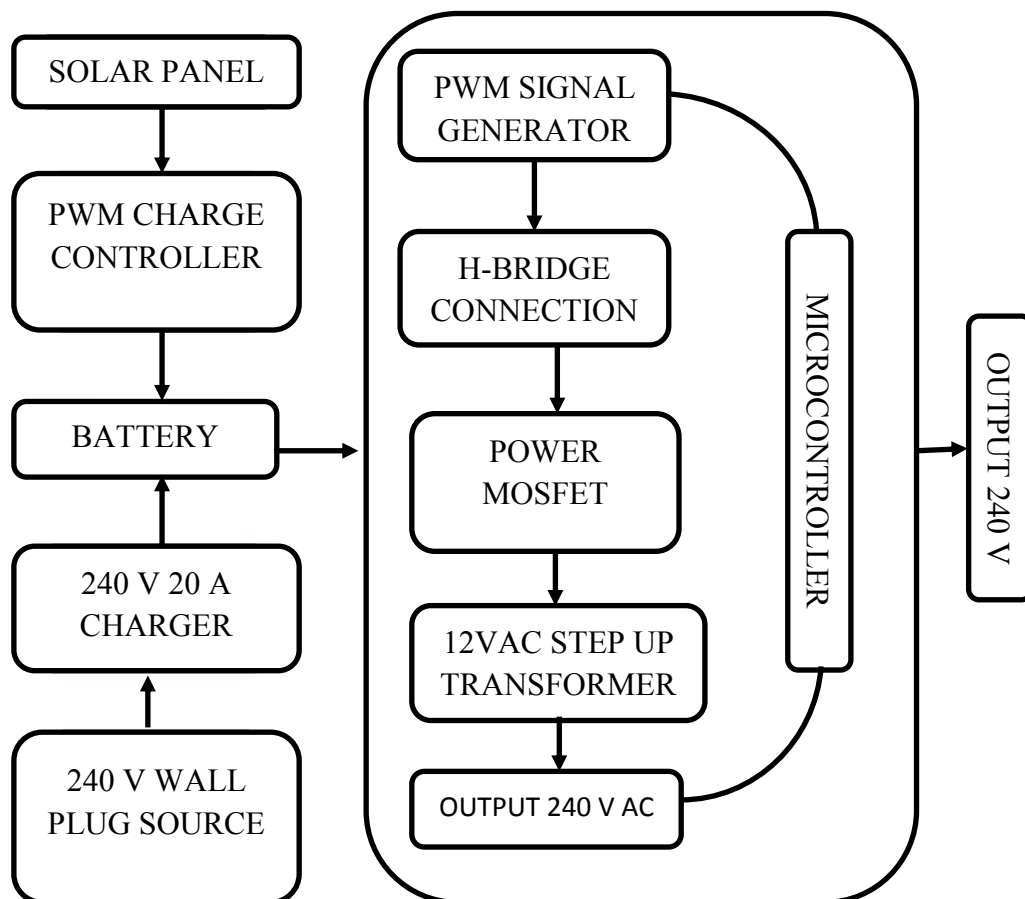 SOLAR PANEL
PWM CHARGE
CONTROLLER
BATTERY
240 V 20 A
CHARGER
240 V WALL
PLUG SOURCE
PWM SIGNAL
GENERATOR
H-BRIDGE
CONNECTION
POWER
MOSFET
12VAC STEP UP
TRANSFORMER
OUTPUT 240 V AC
MICROCONTROLLER
OUTPUT 240 V